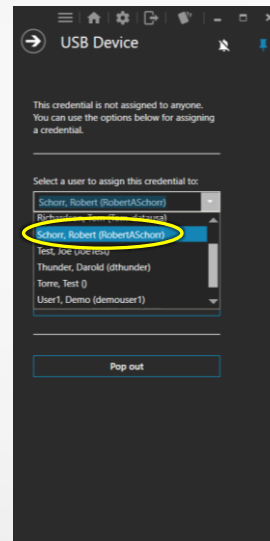 USB Device
This credential is not assigned to anyone.
You can use the options below for assigning
a credential.
Select a user to assign this credential to:
Schorr, Robert (RobertASchorr)
Schorr, Robert (RobertASchorr)
Test, Joe (JoeTest)
Thunder, Darold (dthunder)
Torre, Test ()
User1, Demo (demouser1)
Pop out